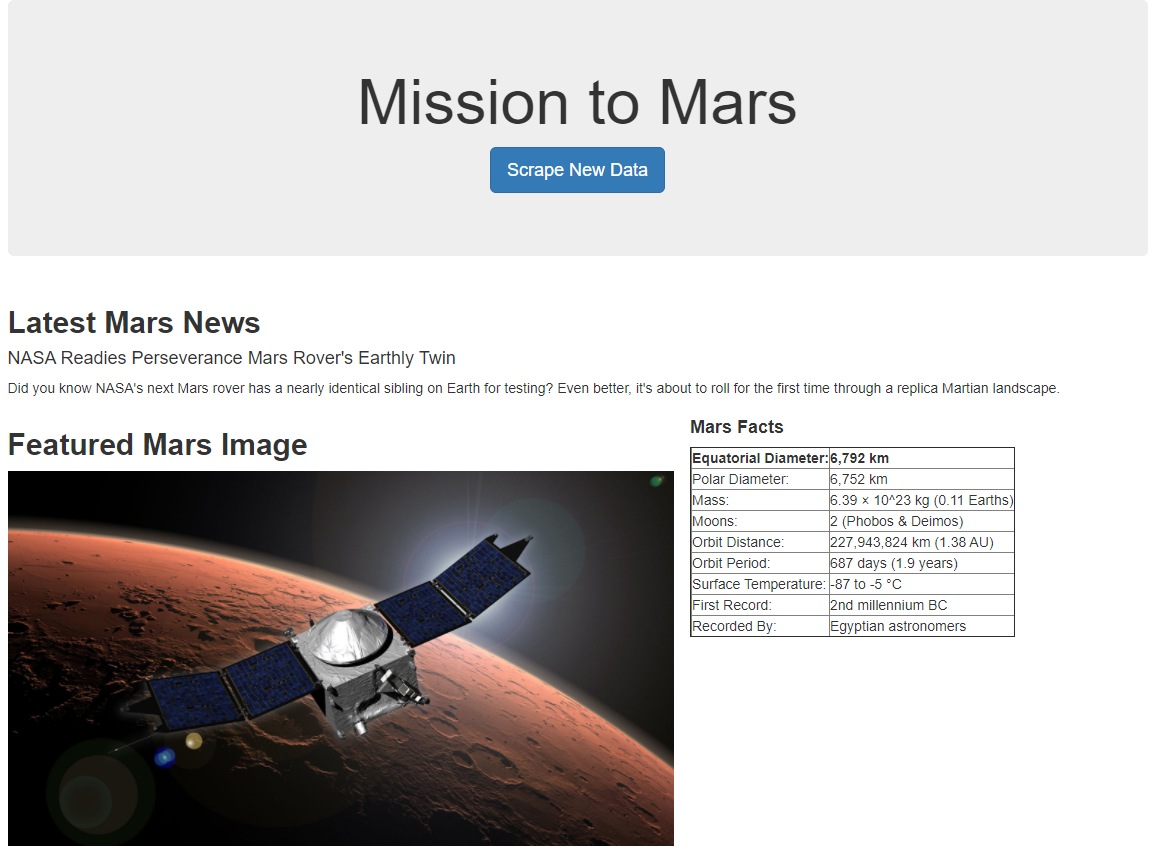 Mission to Mars
Scrape New Data
Latest Mars News
NASA Readies Perseverance Mars Rover's Earthly Twin
Did you know NASA's next Mars rover has a nearly identical sibling on Earth for testing? Even better, it's about to roll for the first time through a replica Martian landscape.
Featured Mars Image
Mars Facts
Equatorial Diameter: 6,792 km
Polar Diameter: 6,752 km
Mass: 6.39 × 10^23 kg (0.11 Earths)
Moons: 2 (Phobos & Deimos)
Orbit Distance: 227,943,824 km (1.38 AU)
Orbit Period: 687 days (1.9 years)
Surface Temperature: -87 to -5 °C
First Record: 2nd millennium BC
Recorded By: Egyptian astronomers